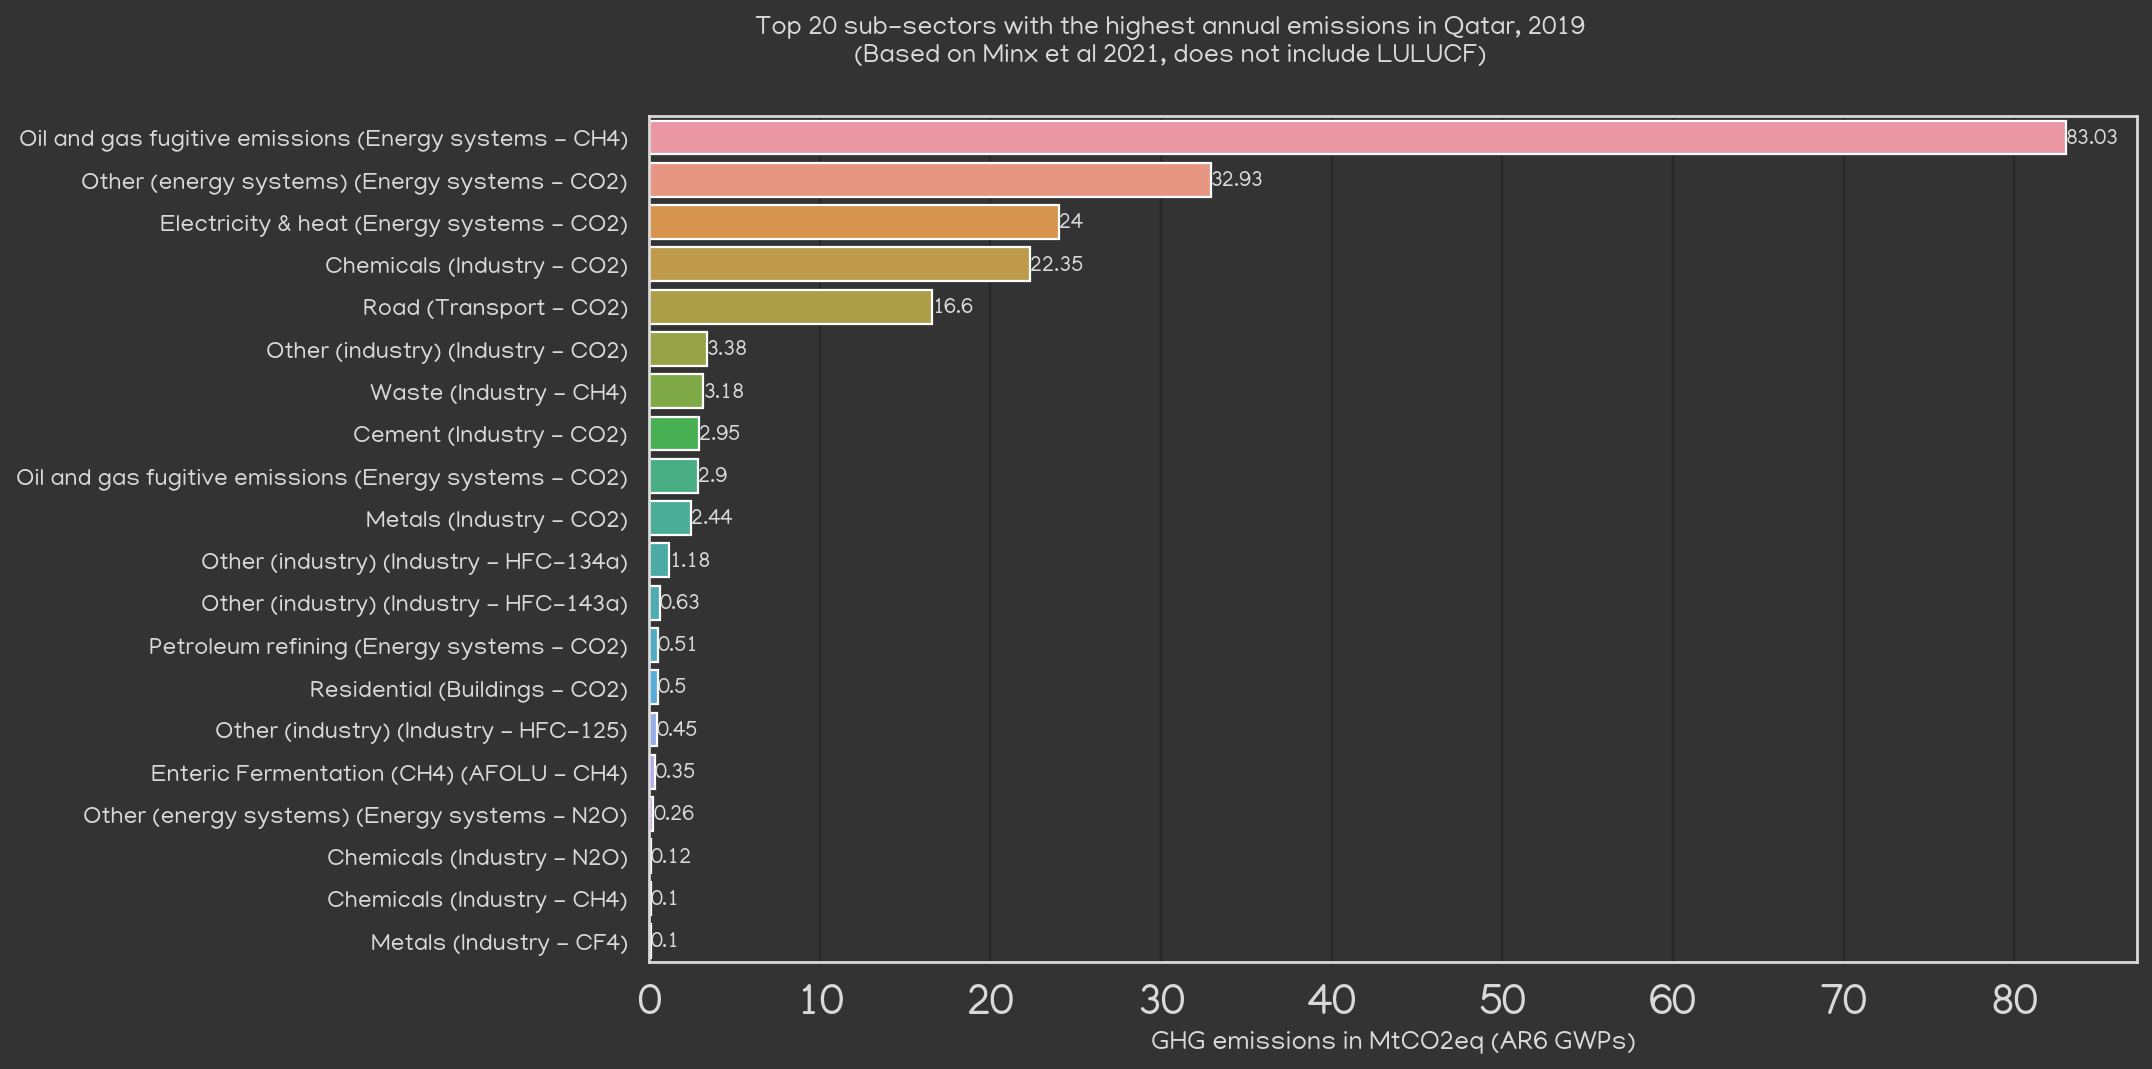 Top 20 sub-sectors with the highest annual emissions in Qatar, 2019
(Based on Minx et al 2021, does not include LULUCF)
Oil and gas fugitive emissions (Energy systems - CH4) 83.03
Other (energy systems) (Energy systems - CO2) 32.93
Electricity & heat (Energy systems - CO2) 24
Chemicals (Industry - CO2) 22.35
Road (Transport - CO2) 16.6
Other (industry) (Industry - CO2) 3.38
Waste (Industry - CH4) 3.18
Cement (Industry - CO2) 2.95
Oil and gas fugitive emissions (Energy systems - CO2) 2.9
Metals (Industry - CO2) 2.44
Other (industry) (Industry - HFC-134a) 1.18
Other (industry) (Industry - HFC-143a) 0.63
Petroleum refining (Energy systems - CO2) 0.51
Residential (Buildings - CO2) 0.5
Other (industry) (Industry - HFC-125) 0.45
Enteric Fermentation (CH4) (AFOLU - CH4) 0.35
Other (energy systems) (Energy systems - N2O) 0.26
Chemicals (Industry - N2O) 0.12
Chemicals (Industry - CH4) 0.1
Metals (Industry - CF4) 0.1
0 10 20 30 40 50 60 70 80
GHG emissions in MtCO2eq (AR6 GWPs)